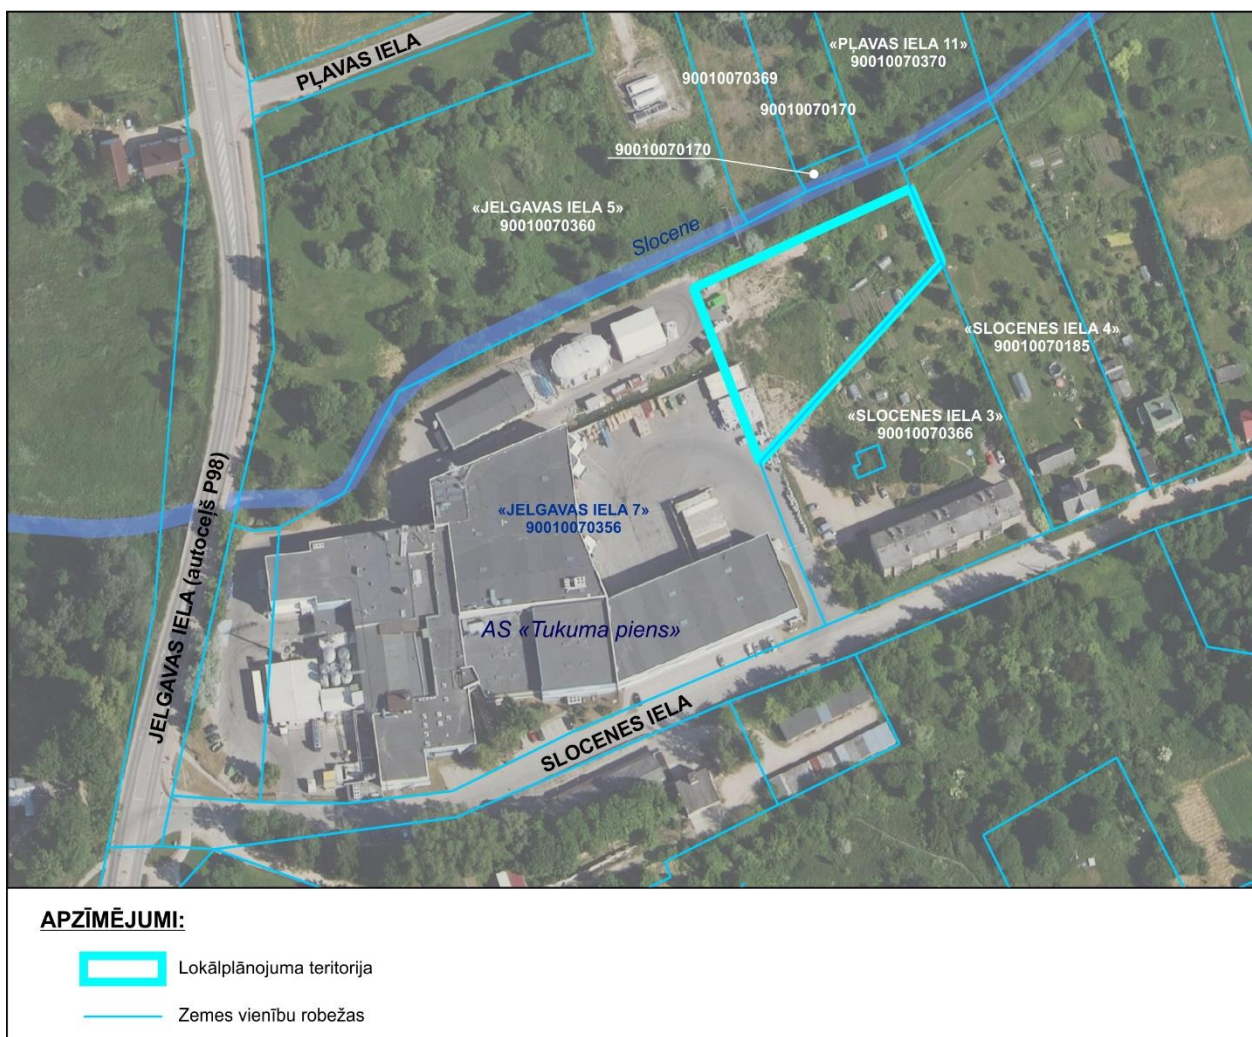 PĻAVAS IELA
«PĻAVAS IELA 11»
90010070370
90010070369
90010070170
90010070170
«JELGAVAS IELA 5»
90010070360
Slocene
«SLOCENES IELA 4»
90010070185
«SLOCENES IELA 3»
90010070366
«JELGAVAS IELA 7»
90010070356
JELGAVAS IELA (autoceļš P98)
AS «Tukuma piens»
SLOCENES IELA
APZĪMĒJUMI:
Lokālplānojuma teritorija
Zemes vienību robežas